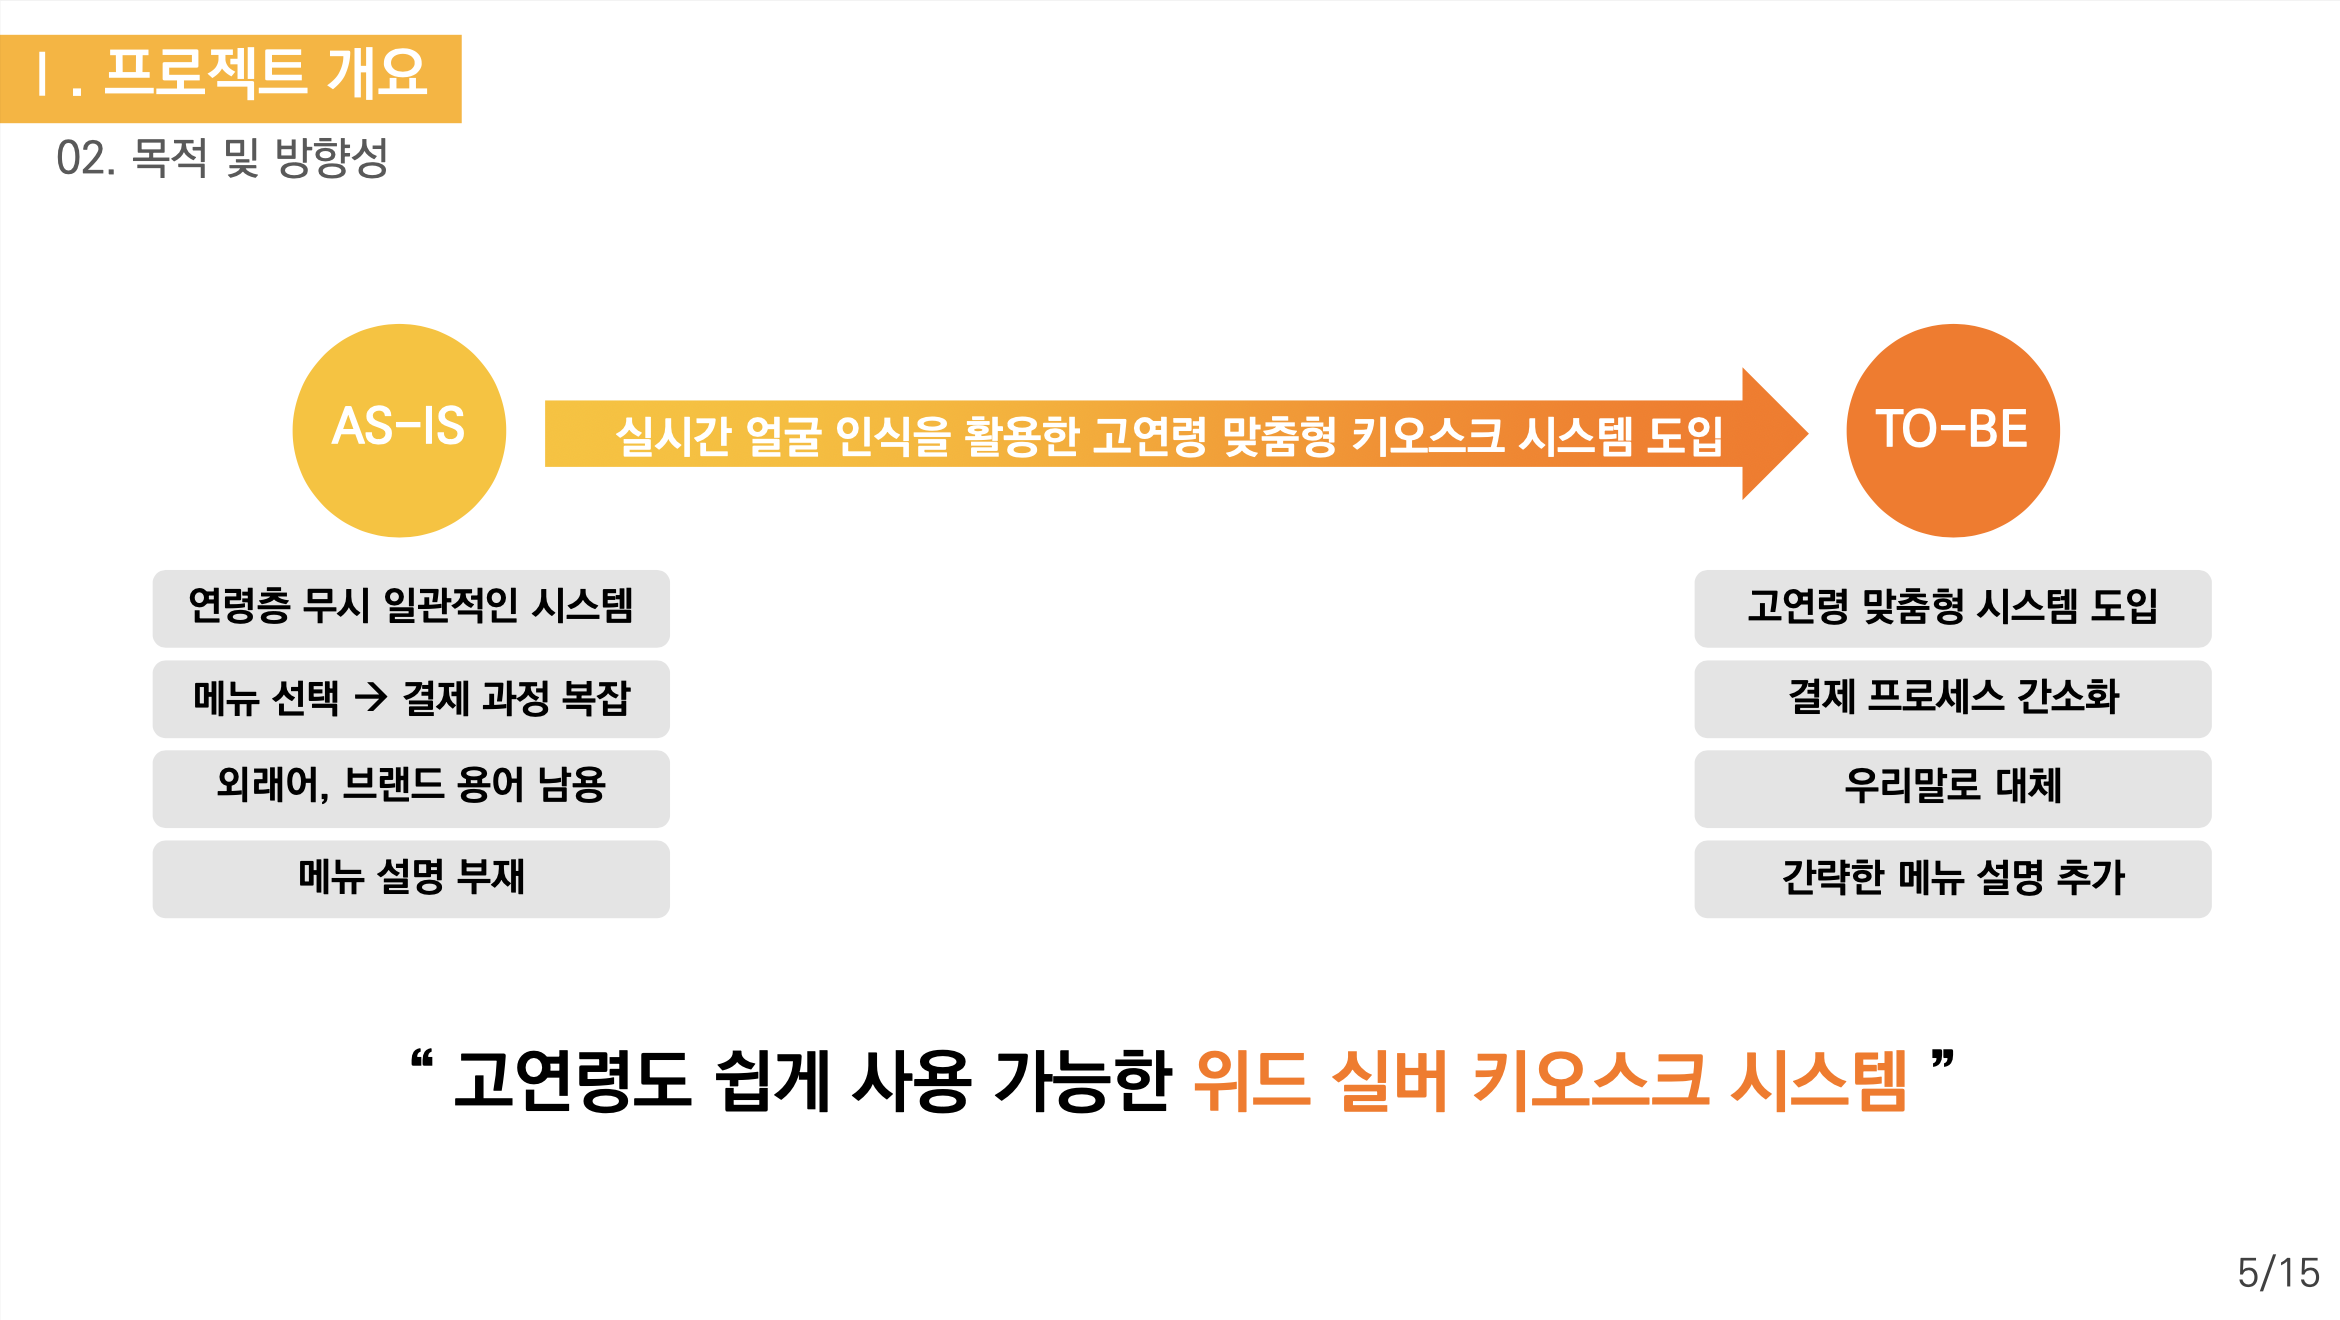 Ⅰ. 프로젝트 개요
02. 목적 및 방향성
AS-IS
실시간 얼굴 인식을 활용한 고연령 맞춤형 키오스크 시스템 도입
TO-BE
연령층 무시 일관적인 시스템
메뉴 선택 → 결제 과정 복잡
외래어, 브랜드 용어 남용
메뉴 설명 부재
고연령 맞춤형 시스템 도입
결제 프로세스 간소화
우리말로 대체
간략한 메뉴 설명 추가
“ 고연령도 쉽게 사용 가능한 위드 실버 키오스크 시스템 ”
5/15